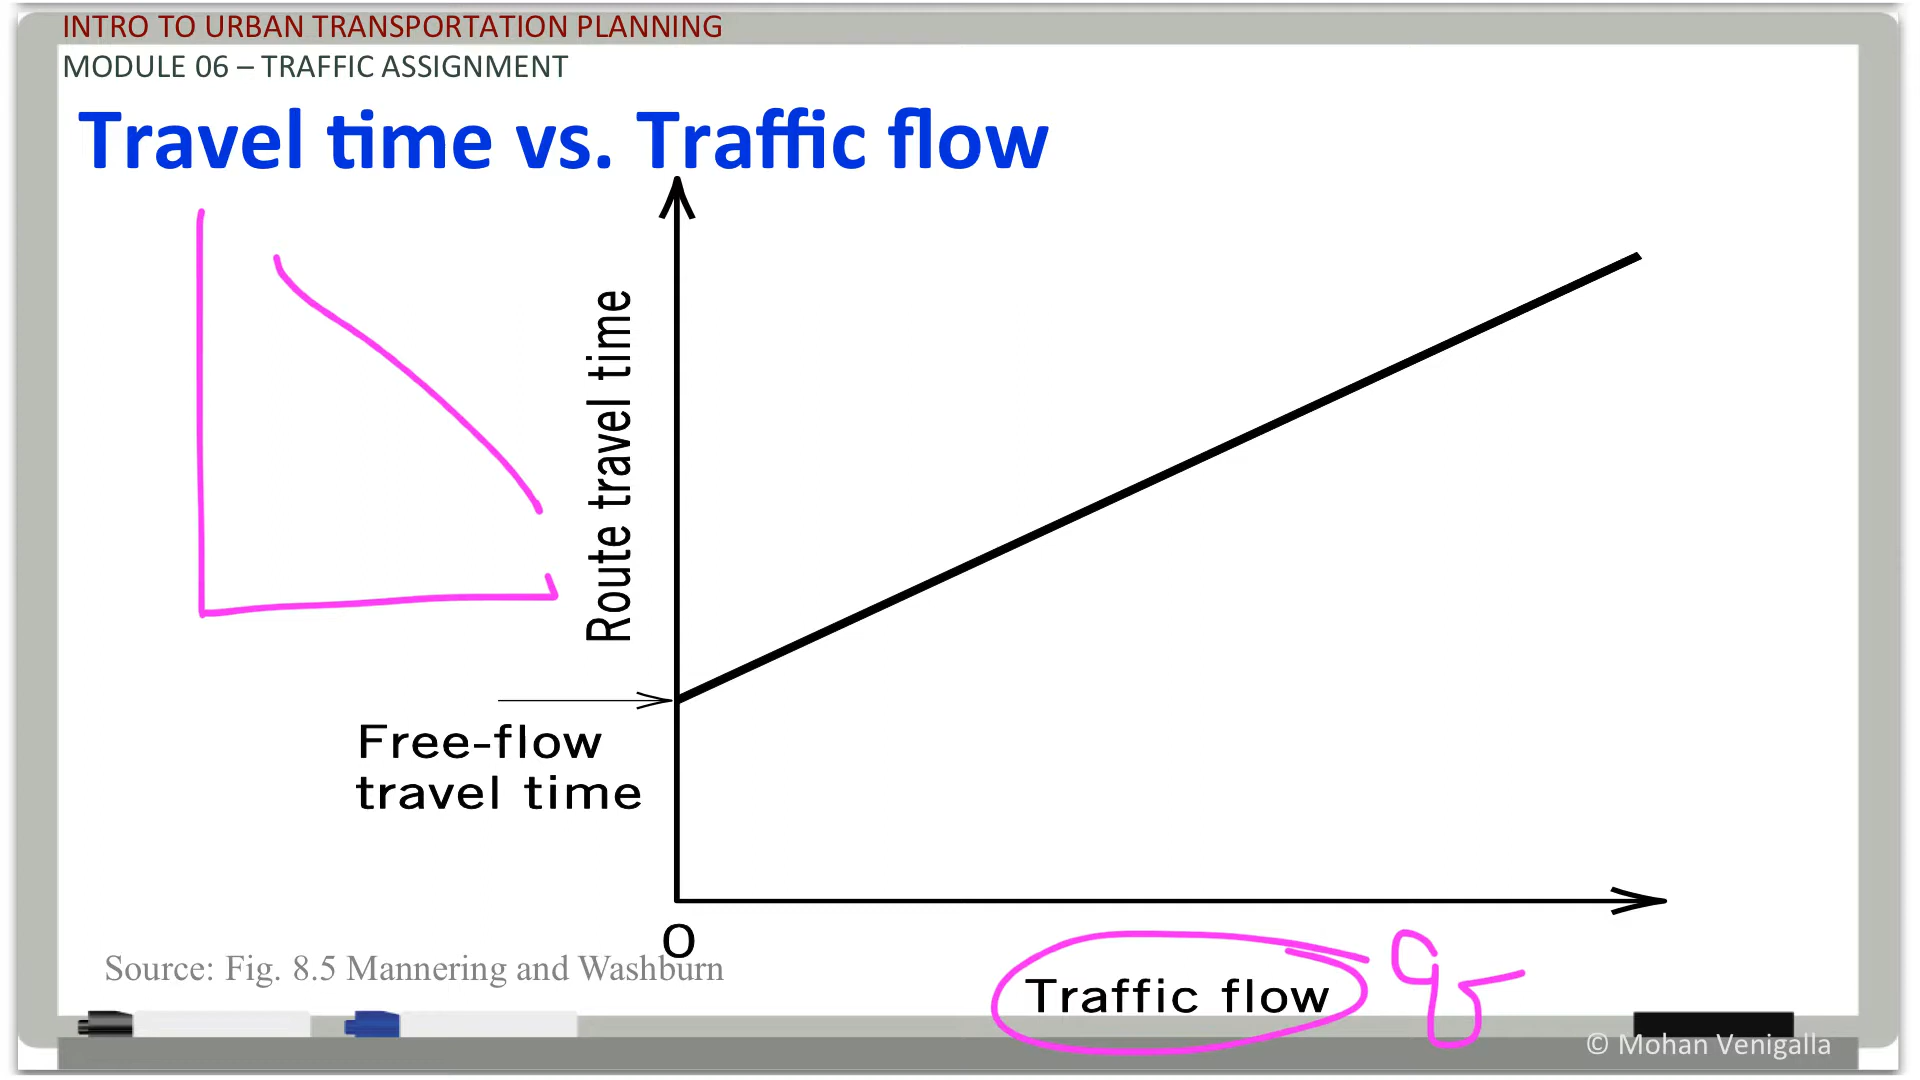 INTRO TO URBAN TRANSPORTATION PLANNING
MODULE 06 – TRAFFIC ASSIGNMENT
Travel time vs. Traffic flow
Route travel time
Free-flow
travel time
0
Source: Fig. 8.5 Mannering and Washburn
Traffic flow
© Mohan Venigalla